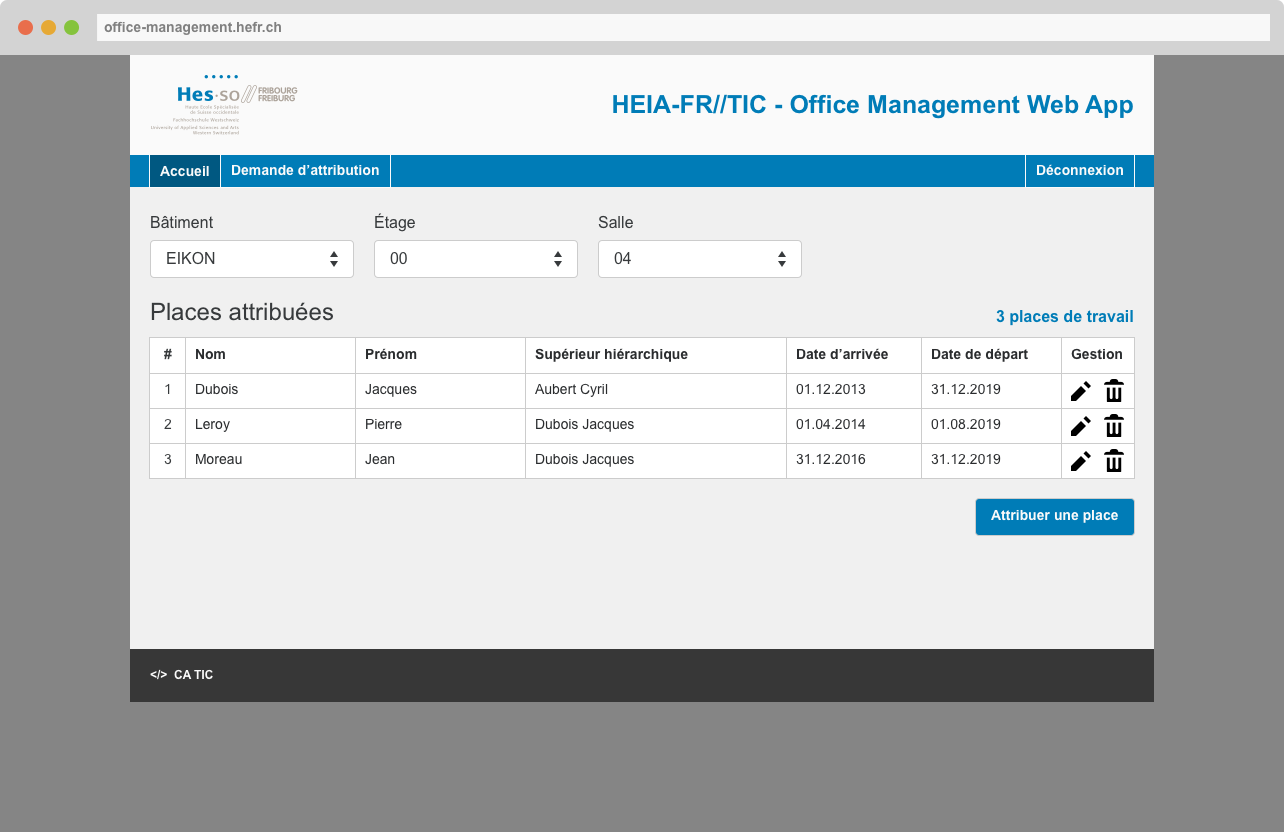 office-management.hefr.ch
Hes·so // FRIBOURG
FREIBURG
Haute Ecole Spécialisée
de Suisse occidentale
Fachhochschule Westschweiz
University of Applied Sciences and Arts
Western Switzerland
HEIA-FR//TIC - Office Management Web App
Accueil Demande d’attribution Déconnexion
Bâtiment Étage Salle
EIKON 00 04
Places attribuées 3 places de travail
# Nom Prénom Supérieur hiérarchique Date d’arrivée Date de départ Gestion
1 Dubois Jacques Aubert Cyril 01.12.2013 31.12.2019
2 Leroy Pierre Dubois Jacques 01.04.2014 01.08.2019
3 Moreau Jean Dubois Jacques 31.12.2016 31.12.2019
Attribuer une place
</> CA TIC